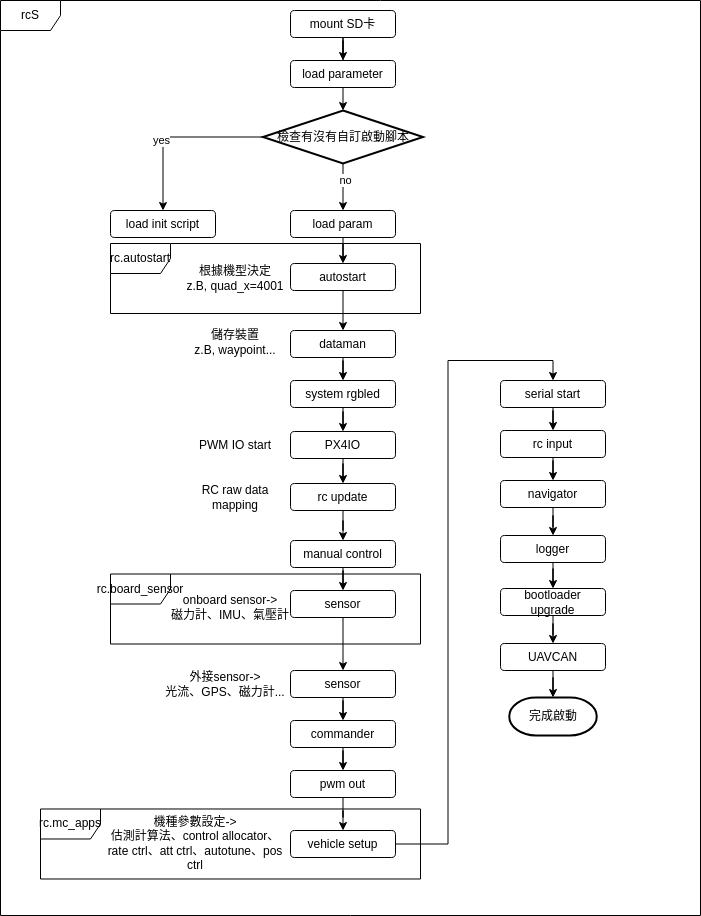 rcS
mount SD卡
load parameter
檢查有沒有自訂啟動腳本
yes
no
load init script
load param
rc.autostart
根據機型決定
z.B, quad_x=4001
autostart
儲存裝置
z.B, waypoint...
dataman
system rgbled
PWM IO start
PX4IO
RC raw data
mapping
rc update
manual control
rc.board_sensor
onboard sensor->
磁力計、IMU、氣壓計
sensor
外接sensor->
光流、GPS、磁力計...
sensor
commander
pwm out
rc.mc_apps
機種參數設定->
估測計算法、control allocator、
rate ctrl、att ctrl、autotune、pos
ctrl
vehicle setup
serial start
rc input
navigator
logger
bootloader
upgrade
UAVCAN
完成啟動